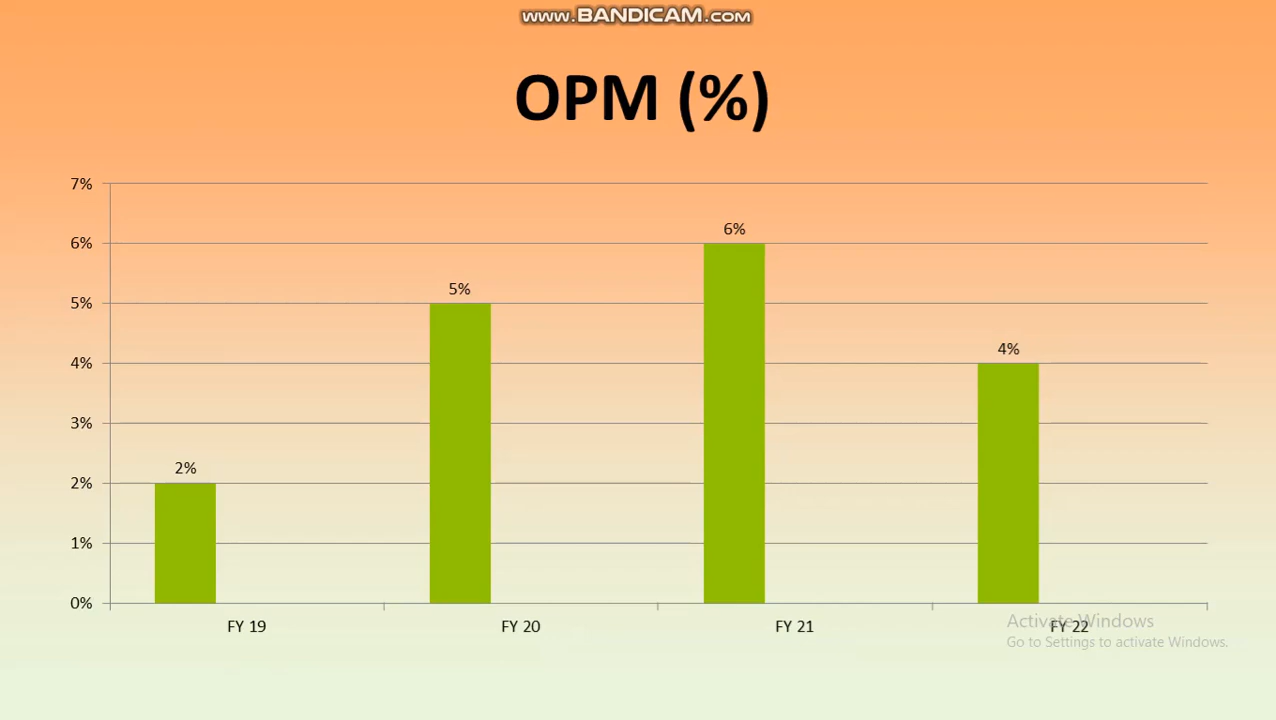 WWW.BANDICAM.COM
OPM (%)
7%
6%
5%
4%
3%
2%
1%
0%
2%
5%
6%
4%
FY 19
FY 20
FY 21
FY 22
Activate Windows
Go to Settings to activate Windows.